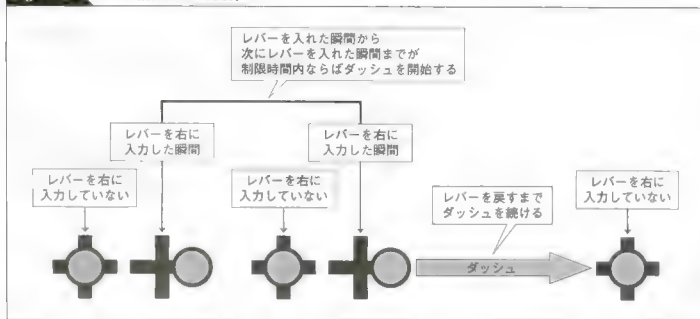 レバーを入れた瞬間から
次にレバーを入れた瞬間までが
制限時間内ならばダッシュを開始する
レバーを右に
入力した瞬間
レバーを右に
入力した瞬間
レバーを右に
入力していない
レバーを右に
入力していない
レバーを戻すまで
ダッシュを続ける
レバーを右に
入力していない
ダッシュ